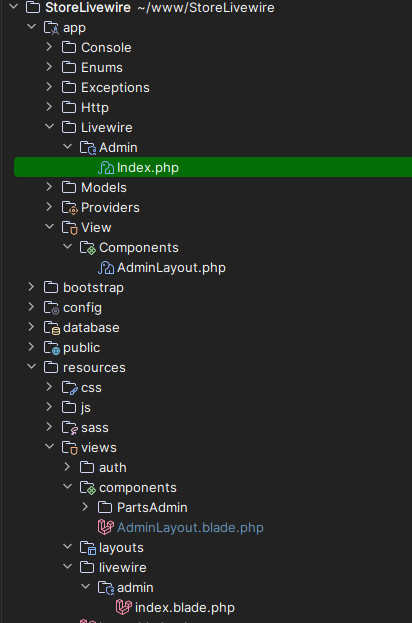 StoreLivewire ~/www/StoreLivewire
app
Console
Enums
Exceptions
Http
Livewire
Admin
Index.php
Models
Providers
View
Components
AdminLayout.php
bootstrap
config
database
public
resources
css
js
sass
views
auth
components
PartsAdmin
AdminLayout.blade.php
layouts
livewire
admin
index.blade.php